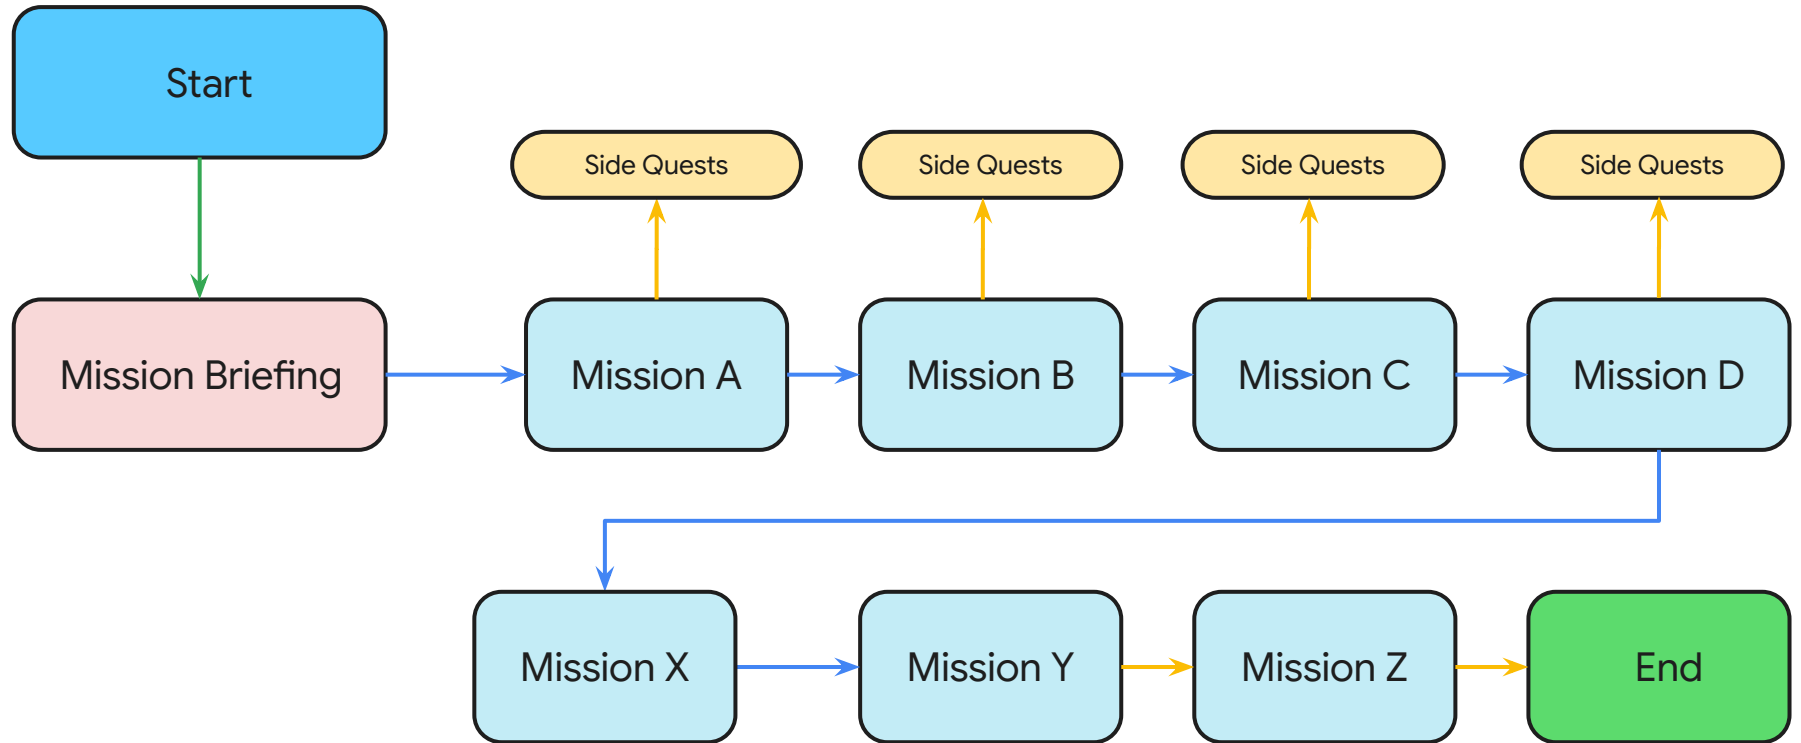 Start
Side Quests
Side Quests
Side Quests
Side Quests
Mission Briefing
Mission A
Mission B
Mission C
Mission D
Mission X
Mission Y
Mission Z
End